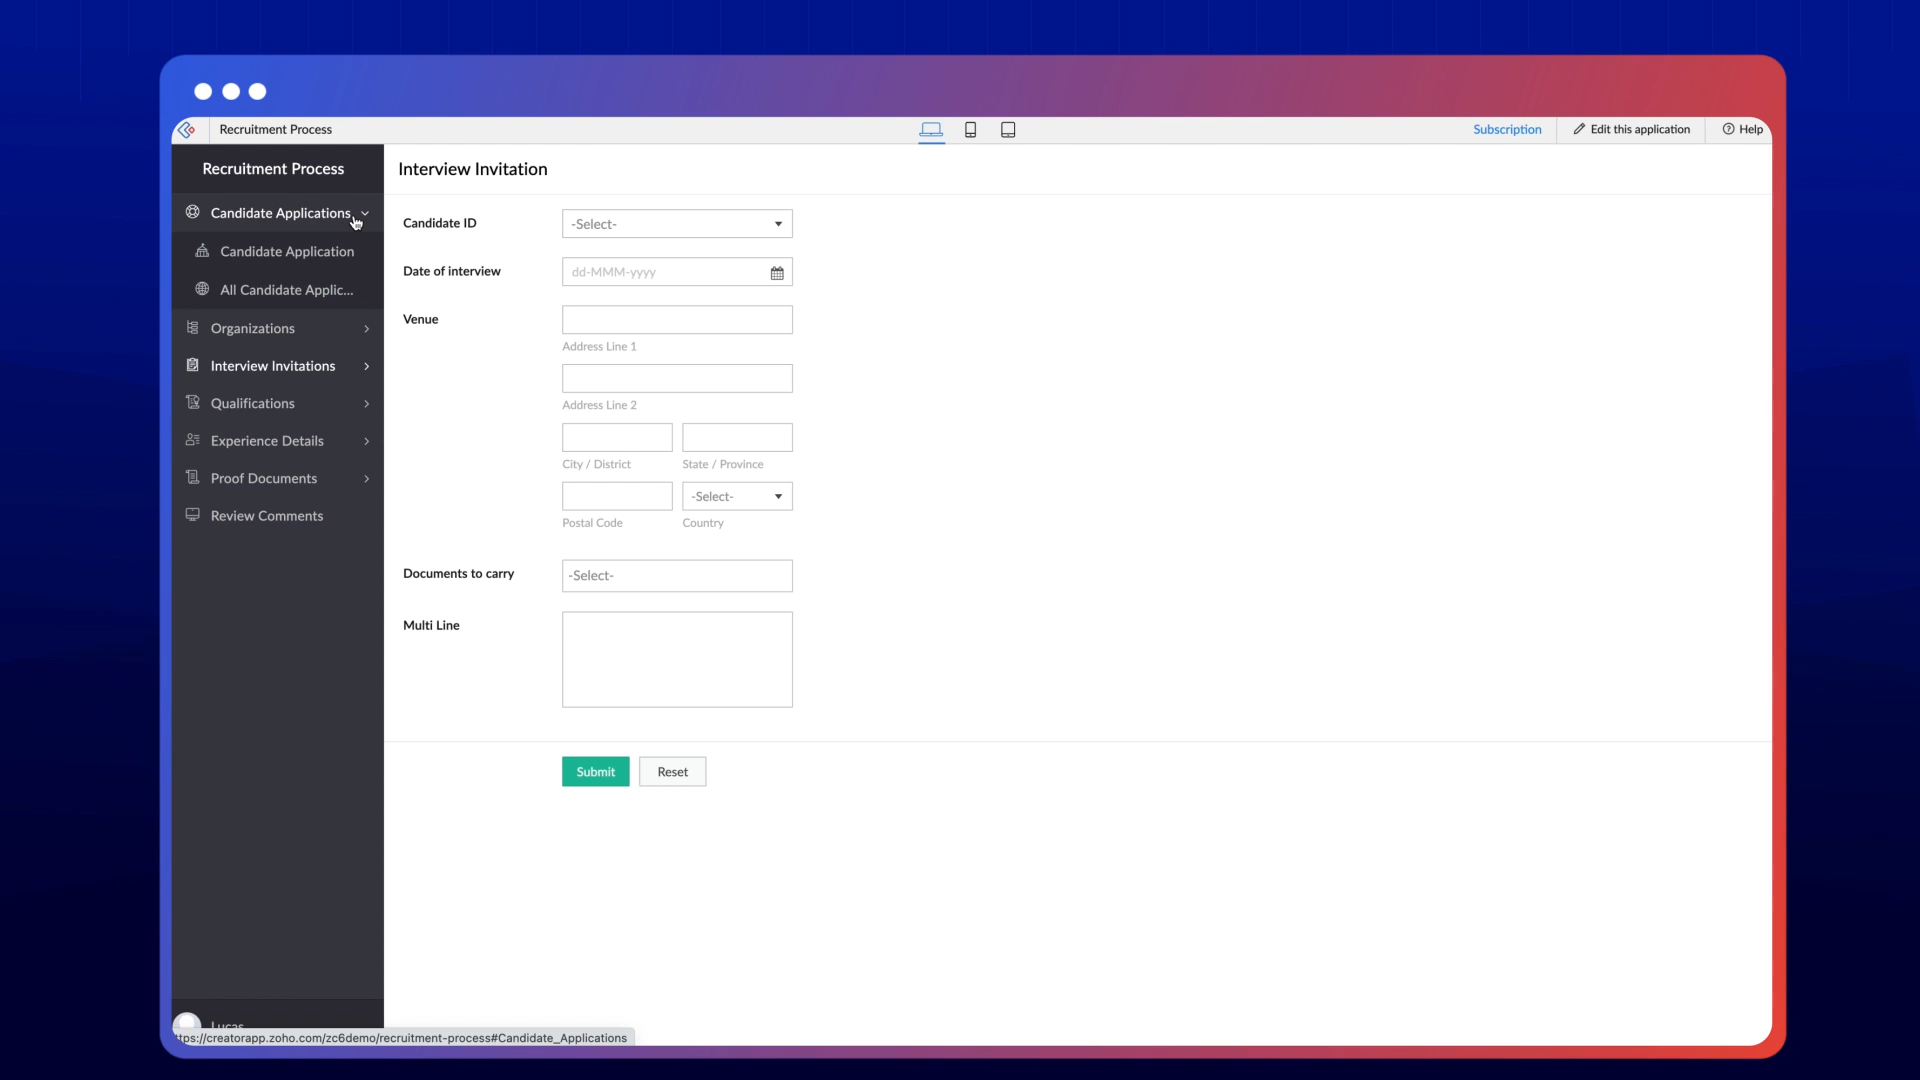 Recruitment Process
Subscription
Edit this application
Help
Recruitment Process
Candidate Applications
Candidate Application
All Candidate Applic...
Organizations
Interview Invitations
Qualifications
Experience Details
Proof Documents
Review Comments
Lucas
Interview Invitation
Candidate ID
-Select-
Date of interview
dd-MMM-yyyy
Venue
Address Line 1
Address Line 2
City / District
State / Province
-Select-
Postal Code
Country
Documents to carry
-Select-
Multi Line
Submit
Reset
ttps://creatorapp.zoho.com/zc6demo/recruitment-process#Candidate_Applications